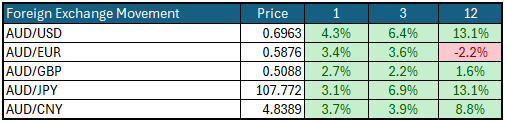 Foreign Exchange Movement Price 1 3 12
AUD/USD 0.6963 4.3% 6.4% 13.1%
AUD/EUR 0.5876 3.4% 3.6% -2.2%
AUD/GBP 0.5088 2.7% 2.2% 1.6%
AUD/JPY 107.772 3.1% 6.9% 13.1%
AUD/CNY 4.8389 3.7% 3.9% 8.8%